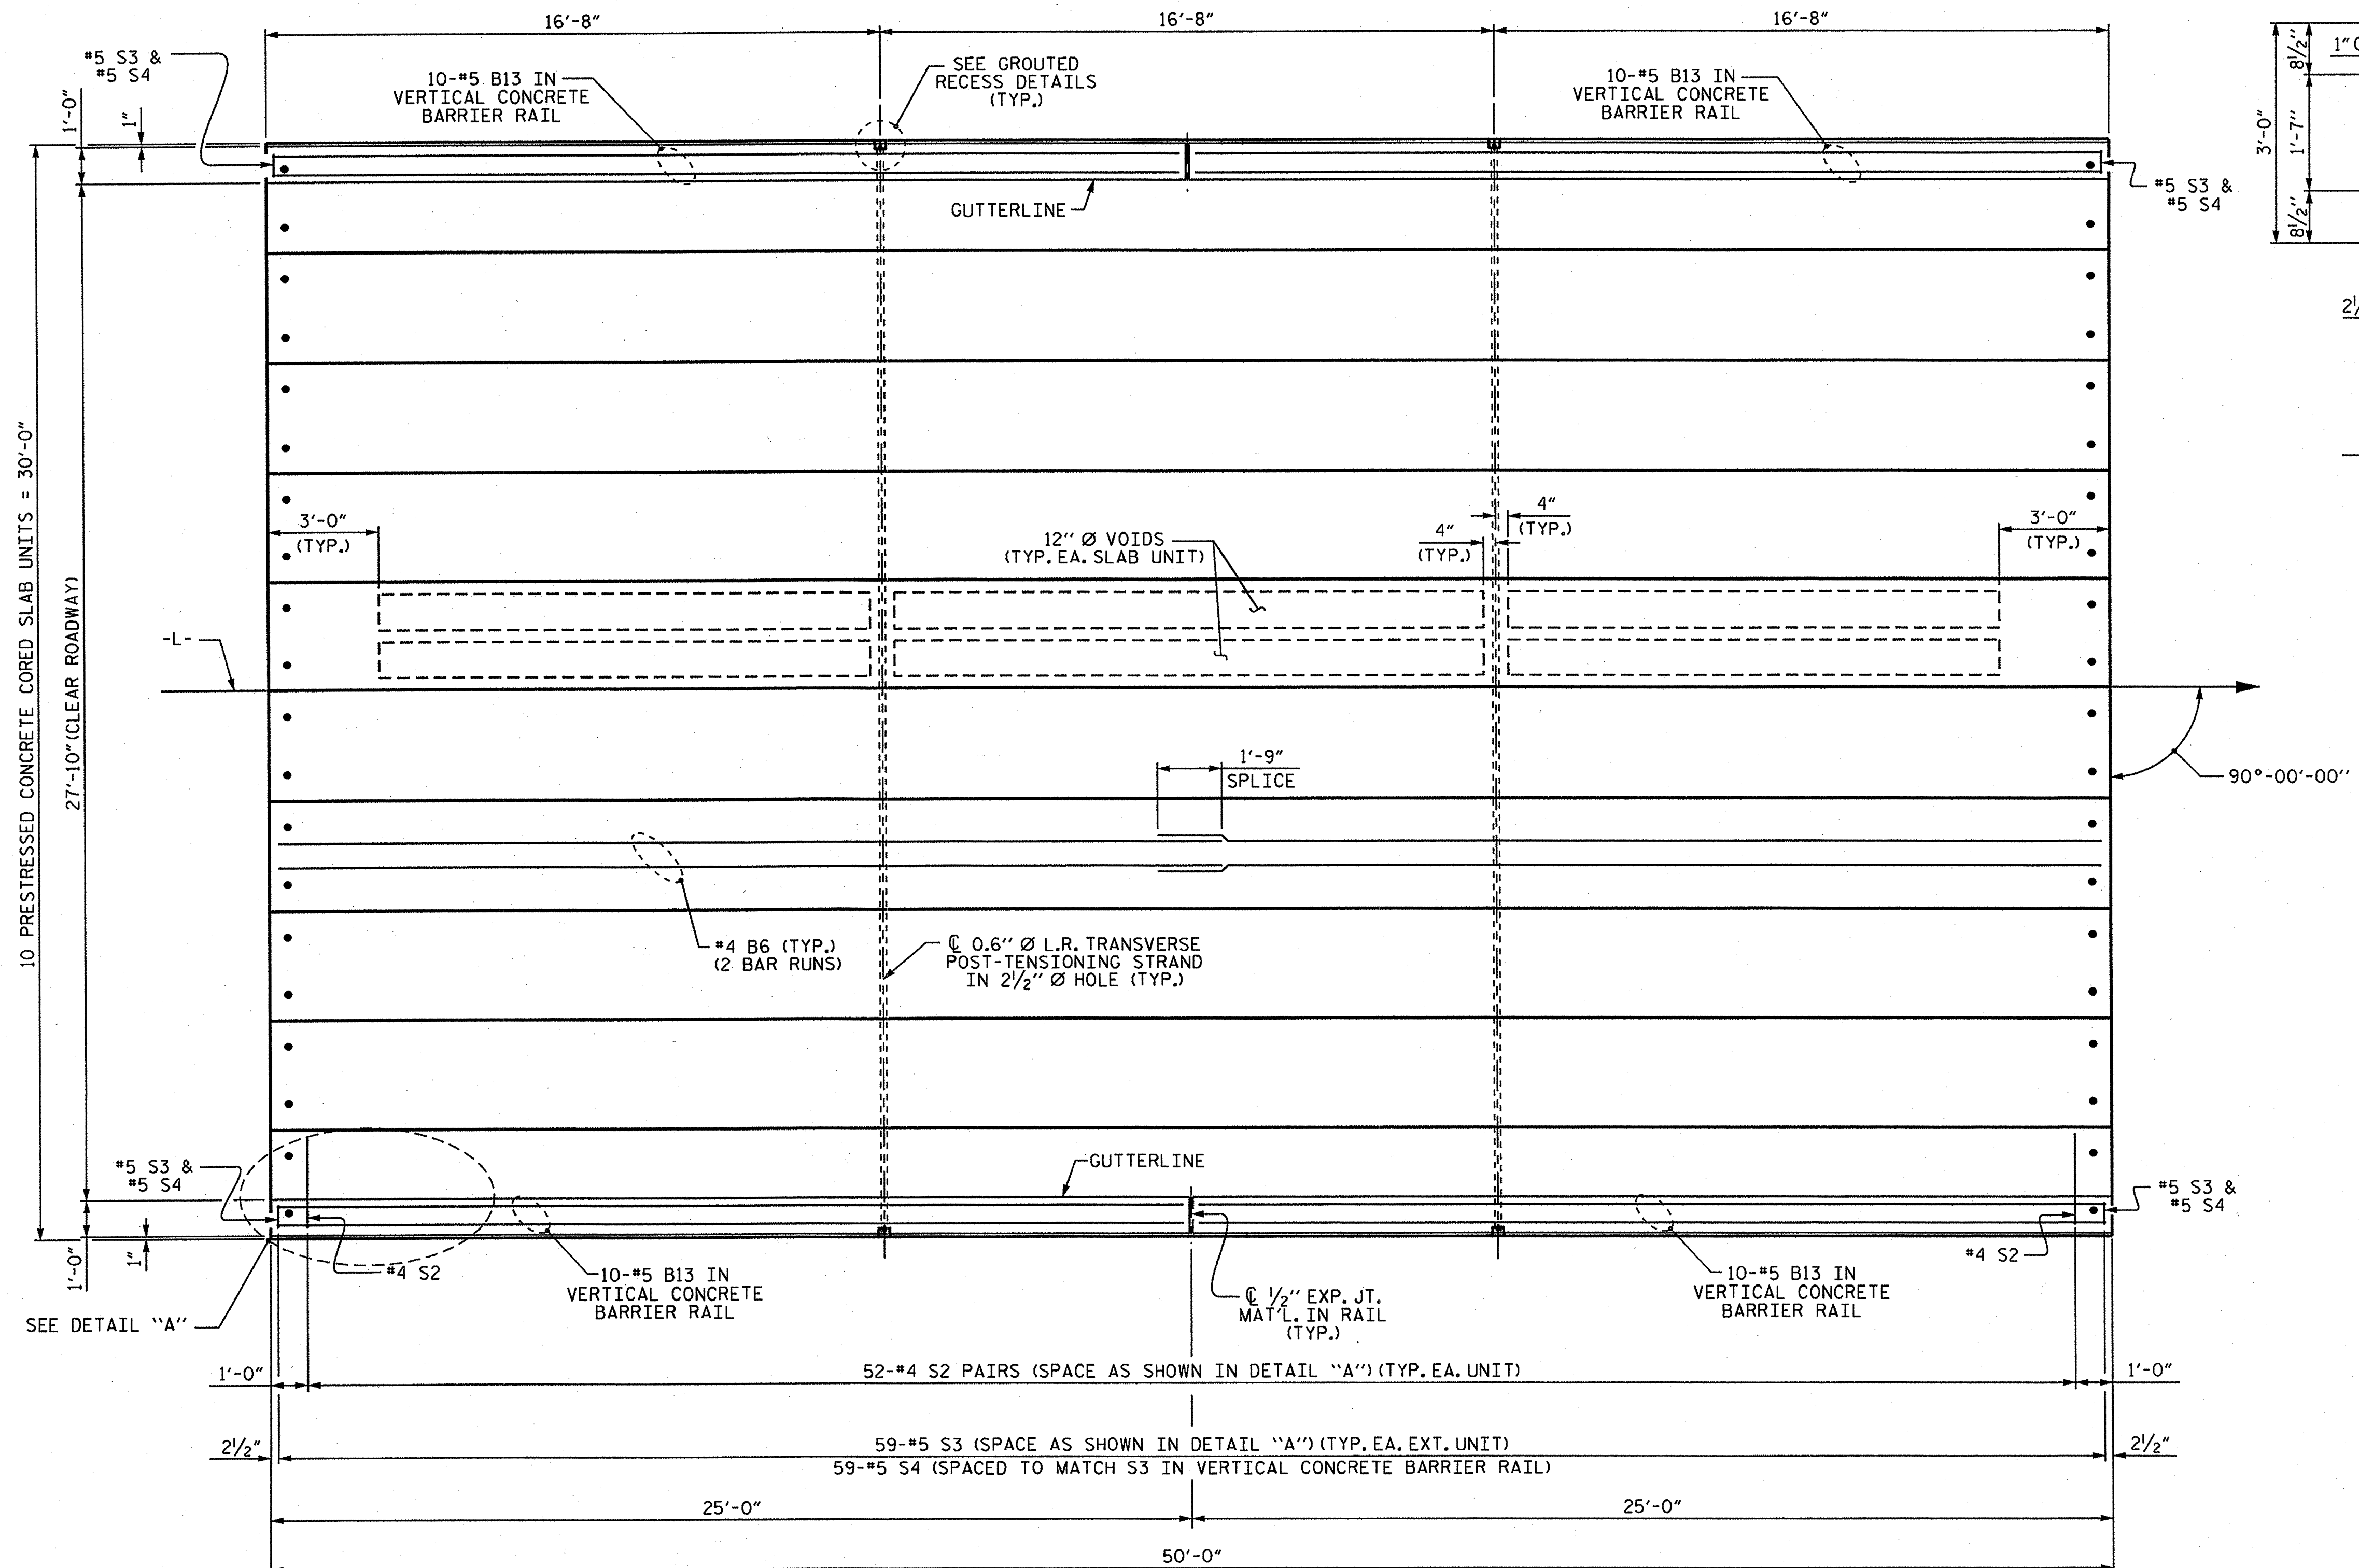 16'-8"
16'-8"
16'-8"
#5 S3 &
#5 S4
1'-0"
1"
10-#5 B13 IN
VERTICAL CONCRETE
BARRIER RAIL
SEE GROUTED
RECESS DETAILS
(TYP.)
10-#5 B13 IN
VERTICAL CONCRETE
BARRIER RAIL
#5 S3 &
#5 S4
GUTTERLINE
3'-0"
8½"
1'-7"
8½"
10 PRESTRESSED CONCRETE CORED SLAB UNITS = 30'-0"
27'-10" (CLEAR ROADWAY)
3'-0"
(TYP.)
12" Ø VOIDS
(TYP. EA. SLAB UNIT)
4"
(TYP.)
4"
(TYP.)
3'-0"
(TYP.)
-L-
90°-00'-00"
1'-9"
SPLICE
#4 B6 (TYP.)
(2 BAR RUNS)
℄ 0.6" Ø L.R. TRANSVERSE
POST-TENSIONING STRAND
IN 2½" Ø HOLE (TYP.)
GUTTERLINE
#5 S3 &
#5 S4
1'-0"
1"
#4 S2
10-#5 B13 IN
VERTICAL CONCRETE
BARRIER RAIL
℄ ½" EXP. JT.
MAT'L. IN RAIL
(TYP.)
10-#5 B13 IN
VERTICAL CONCRETE
BARRIER RAIL
#4 S2
#5 S3 &
#5 S4
SEE DETAIL "A"
1'-0"
52-#4 S2 PAIRS (SPACE AS SHOWN IN DETAIL "A") (TYP. EA. UNIT)
1'-0"
2½"
59-#5 S3 (SPACE AS SHOWN IN DETAIL "A") (TYP. EA. EXT. UNIT)
59-#5 S4 (SPACED TO MATCH S3 IN VERTICAL CONCRETE BARRIER RAIL)
2½"
25'-0"
25'-0"
50'-0"